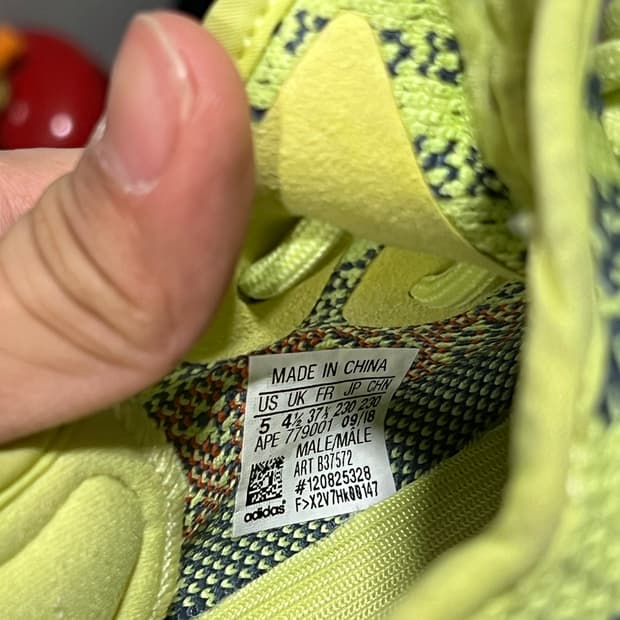 MADE IN CHINA
US UK FR JP CHN
5 4½ 37⅓ 230 230
APE 779001 09/18
MALE/MÂLE
ART B37572
#120825328
F>X2V7Hk00147
adidas